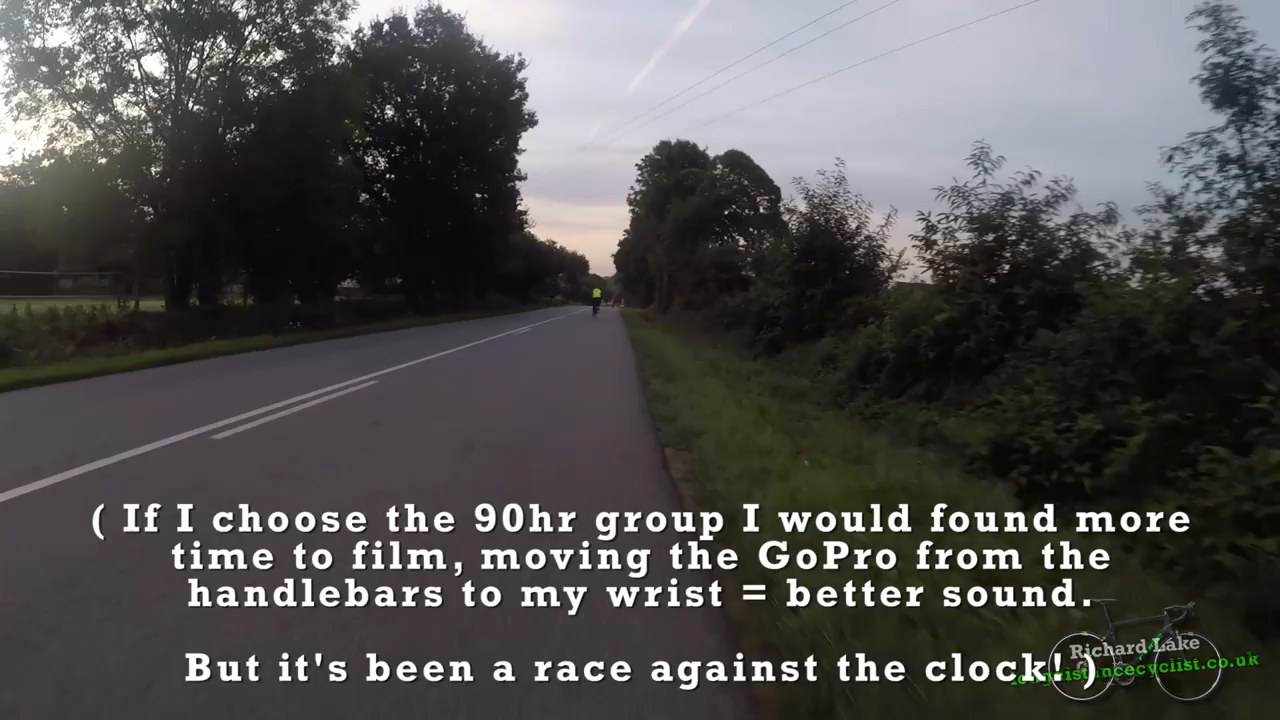 ( If I choose the 90hr group I would found more
time to film, moving the GoPro from the
handlebars to my wrist = better sound.
But it's been a race against the clock! )
Richard Lake